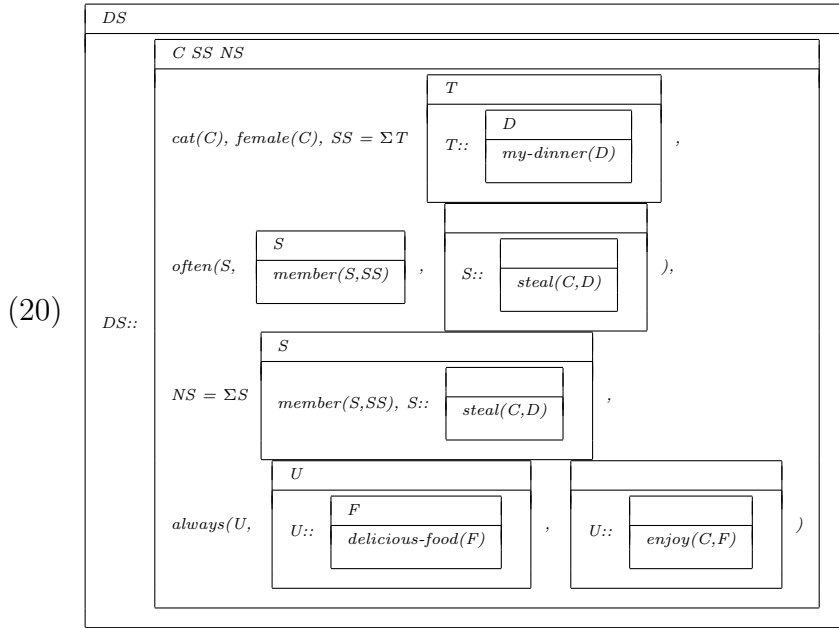 DS
C SS NS
T
D
cat(C), female(C), SS = ΣT T:: my-dinner(D) ,
S
often(S, member(S,SS) , S:: steal(C,D) ),
(20) DS::
S
NS = ΣS member(S,SS), S:: steal(C,D) ,
U
F
always(U, U:: delicious-food(F) , U:: enjoy(C,F) )